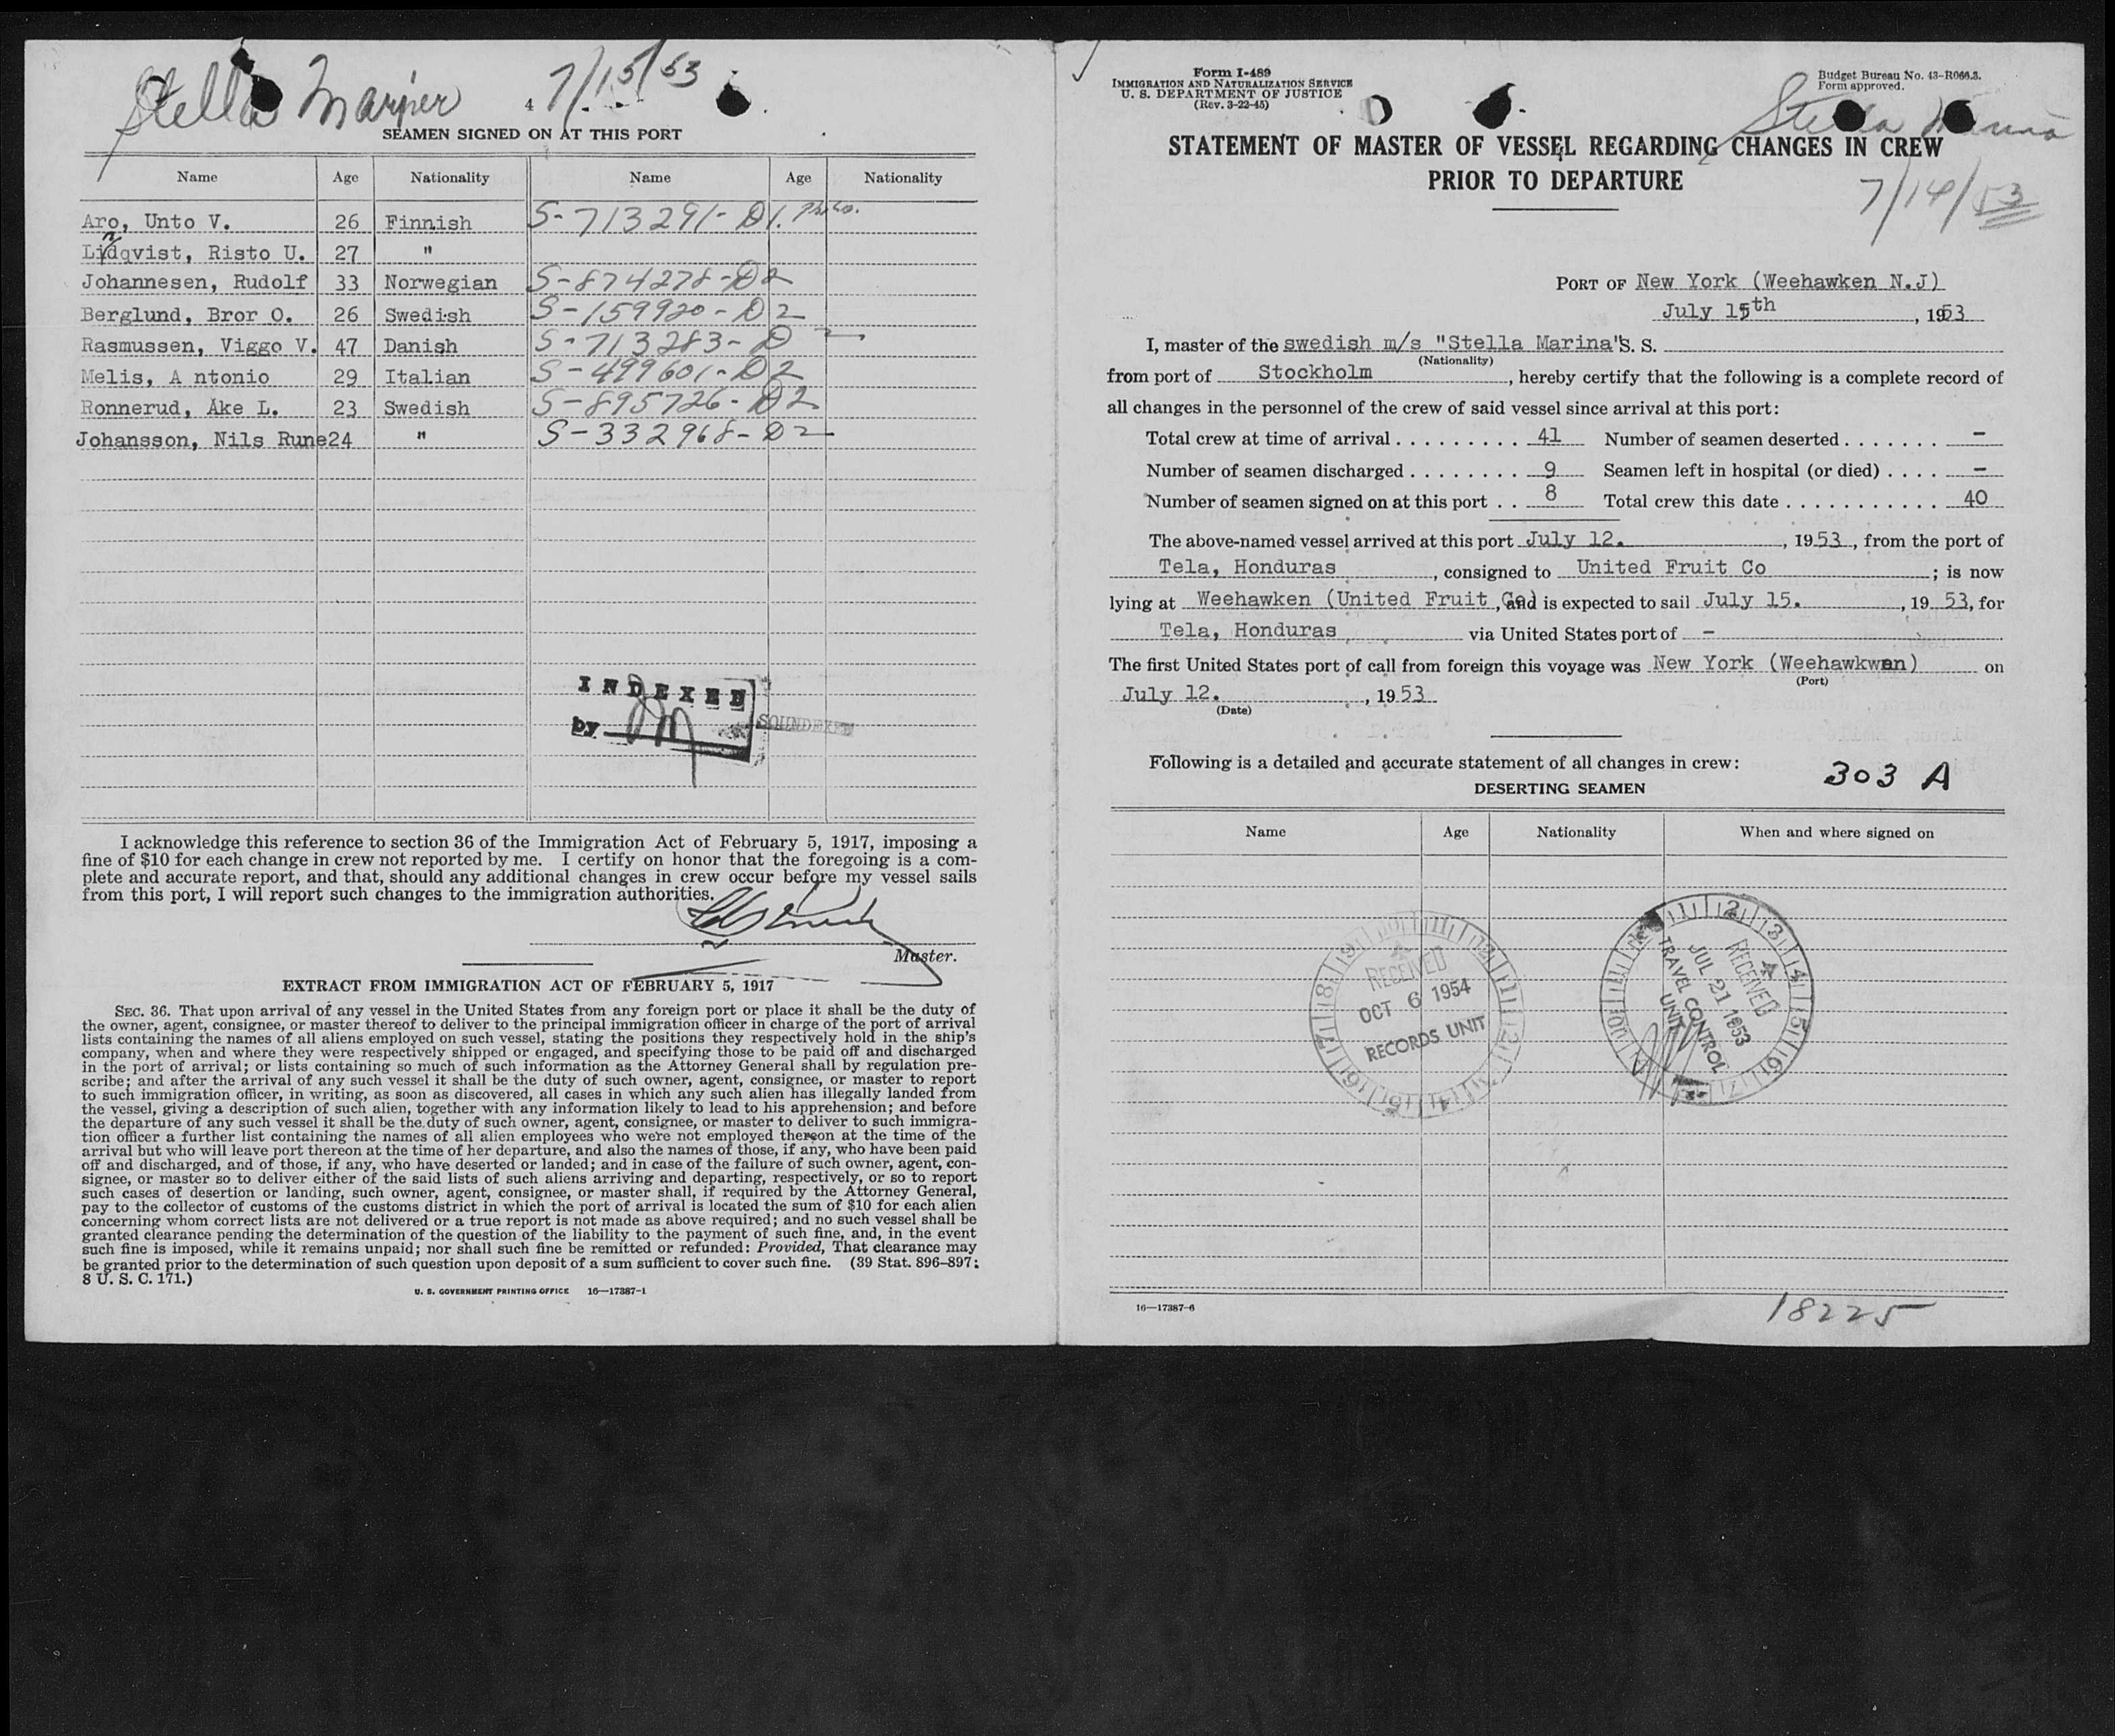 Stella Mariner 4 7/15/53
SEAMEN SIGNED ON AT THIS PORT
Name Age Nationality Name Age Nationality
Aro, Unto V. 26 Finnish S-713291-D1.
Lindqvist, Risto U. 27 "
Johannesen, Rudolf 33 Norwegian S-874278-D2
Berglund, Bror O. 26 Swedish S-159920-D2
Rasmussen, Viggo V. 47 Danish S-713283-D2
Melis, A ntonio 29 Italian S-499601-D2
Ronnerud, Åke L. 23 Swedish S-895726-D2
Johansson, Nils Rune 24 " S-332968-D2
INDEXED
by
SOUNDEXED
I acknowledge this reference to section 36 of the Immigration Act of February 5, 1917, imposing a
fine of $10 for each change in crew not reported by me. I certify on honor that the foregoing is a com-
plete and accurate report, and that, should any additional changes in crew occur before my vessel sails
from this port, I will report such changes to the immigration authorities.
Master.
EXTRACT FROM IMMIGRATION ACT OF FEBRUARY 5, 1917
SEC. 36. That upon arrival of any vessel in the United States from any foreign port or place it shall be the duty of
the owner, agent, consignee, or master thereof to deliver to the principal immigration officer in charge of the port of arrival
lists containing the names of all aliens employed on such vessel, stating the positions they respectively hold in the ship's
company, when and where they were respectively shipped or engaged, and specifying those to be paid off and discharged
in the port of arrival; or lists containing so much of such information as the Attorney General shall by regulation pre-
scribe; and after the arrival of any such vessel it shall be the duty of such owner, agent, consignee, or master to report
to such immigration officer, in writing, as soon as discovered, all cases in which any such alien has illegally landed from
the vessel, giving a description of such alien, together with any information likely to lead to his apprehension; and before
the departure of any such vessel it shall be the duty of such owner, agent, consignee, or master to deliver to such immigra-
tion officer a further list containing the names of all alien employees who were not employed thereon at the time of the
arrival but who will leave port thereon at the time of her departure, and also the names of those, if any, who have been paid
off and discharged, and of those, if any, who have deserted or landed; and in case of the failure of such owner, agent, con-
signee, or master so to deliver either of the said lists of such aliens arriving and departing, respectively, or so to report
such cases of desertion or landing, such owner, agent, consignee, or master shall, if required by the Attorney General,
pay to the collector of customs of the customs district in which the port of arrival is located the sum of $10 for each alien
concerning whom correct lists are not delivered or a true report is not made as above required; and no such vessel shall be
granted clearance pending the determination of the question of the liability to the payment of such fine, and, in the event
such fine is imposed, while it remains unpaid; nor shall such fine be remitted or refunded: Provided, That clearance may
be granted prior to the determination of such question upon deposit of a sum sufficient to cover such fine. (39 Stat. 896–897;
8 U. S. C. 171.)
U. S. GOVERNMENT PRINTING OFFICE 16—17387-1
Form I-489
IMMIGRATION AND NATURALIZATION SERVICE
U. S. DEPARTMENT OF JUSTICE
(Rev. 3-22-45)
Budget Bureau No. 43-R066.3.
Form approved.
Stella Marina
STATEMENT OF MASTER OF VESSEL REGARDING CHANGES IN CREW
PRIOR TO DEPARTURE
7/14/53
PORT OF New York (Weehawken N.J)
July 15th, 1953
I, master of the swedish m/s "Stella Marina" S. S.
(Nationality)
from port of Stockholm, hereby certify that the following is a complete record of
all changes in the personnel of the crew of said vessel since arrival at this port:
Total crew at time of arrival . . . . . . . . . . 41 Number of seamen deserted . . . . . . . –
Number of seamen discharged . . . . . . . . 9 Seamen left in hospital (or died) . . . . –
Number of seamen signed on at this port . . 8 Total crew this date . . . . . . . . . . . . 40
The above-named vessel arrived at this port July 12., 1953, from the port of
Tela, Honduras, consigned to United Fruit Co; is now
lying at Weehawken (United Fruit Co), and is expected to sail July 15., 1953, for
Tela, Honduras via United States port of –
The first United States port of call from foreign this voyage was New York (Weehawkwen) on
(Port)
July 12., 1953
(Date)
Following is a detailed and accurate statement of all changes in crew:
303 A
DESERTING SEAMEN
Name Age Nationality When and where signed on
RECEIVED
OCT 6 1954
RECORDS UNIT
RECEIVED
JUL 21 1953
TRAVEL CONTROL
UNIT
16—17387-6
18225